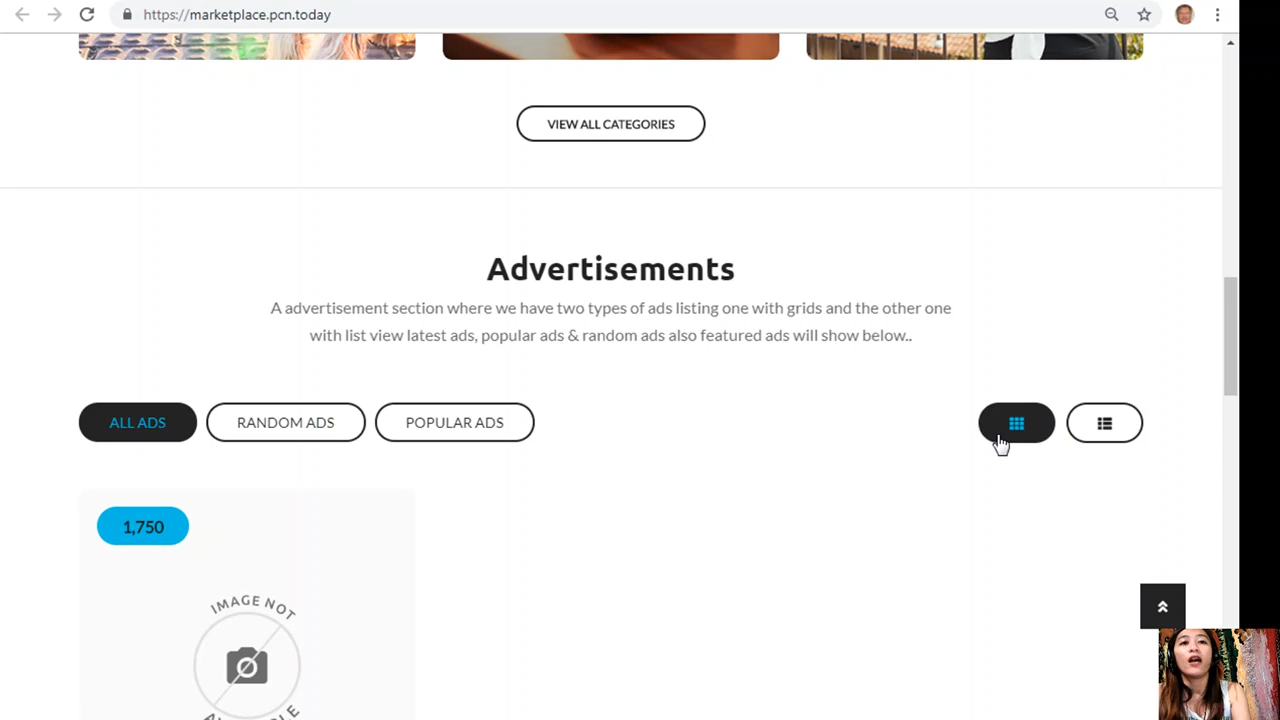 https://marketplace.pcn.today
VIEW ALL CATEGORIES
Advertisements
A advertisement section where we have two types of ads listing one with grids and the other one
with list view latest ads, popular ads & random ads also featured ads will show below..
ALL ADS RANDOM ADS POPULAR ADS
1,750
IMAGE NOT